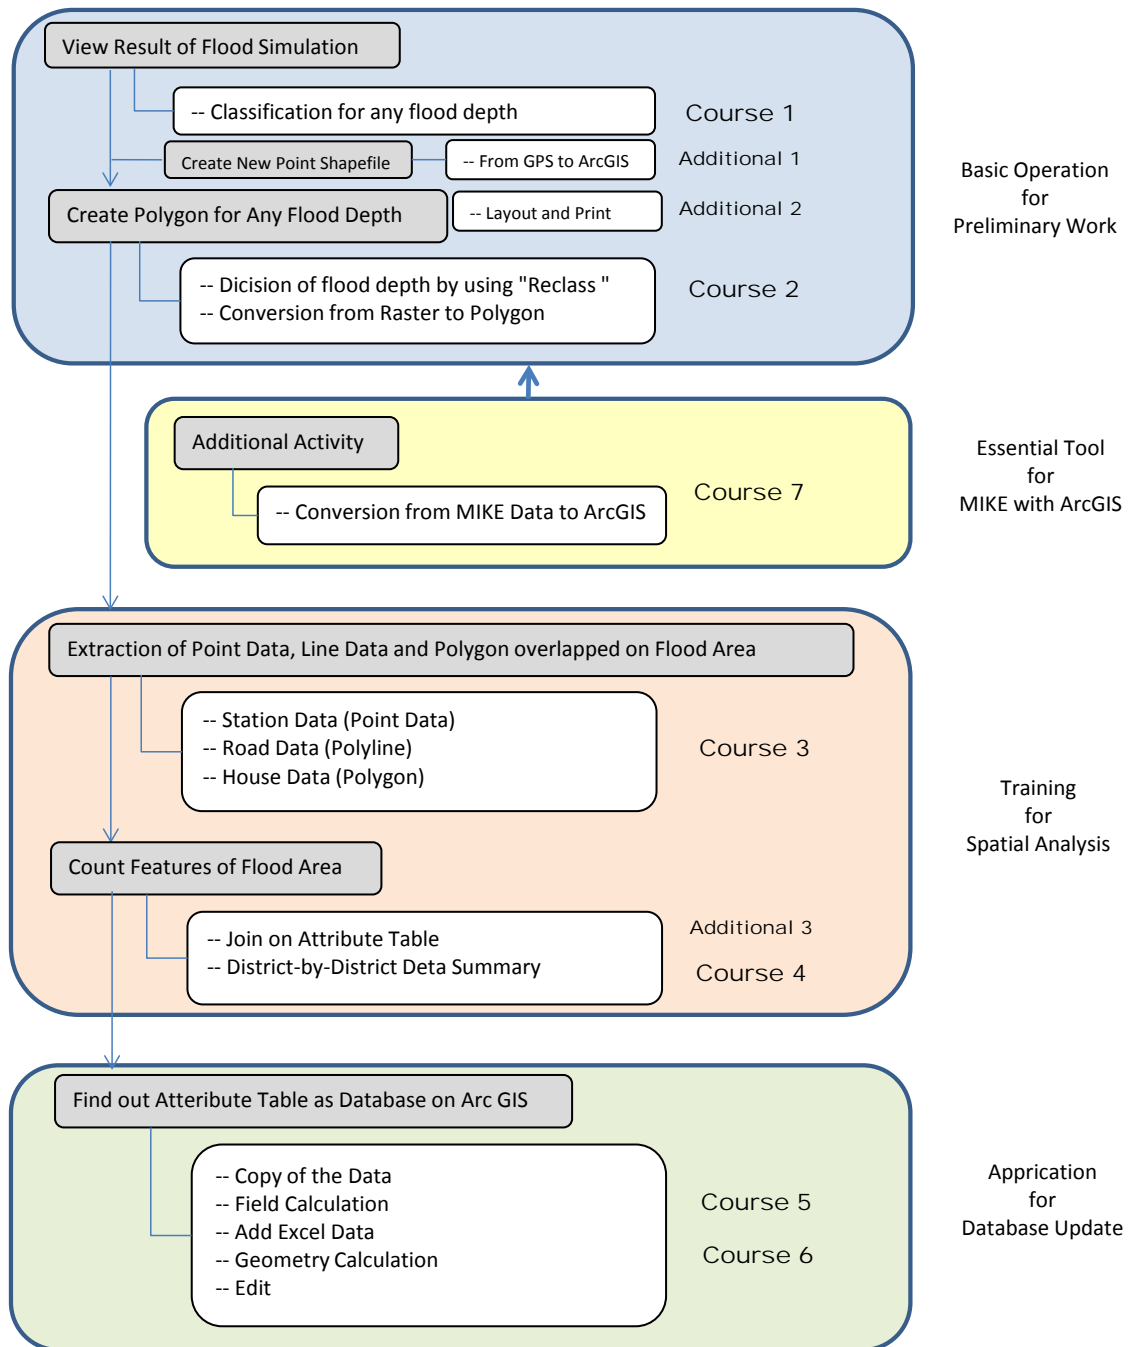 View Result of Flood Simulation
-- Classification for any flood depth
Course 1
Create New Point Shapefile
-- From GPS to ArcGIS
Additional 1
Create Polygon for Any Flood Depth
-- Layout and Print
Additional 2
-- Dicision of flood depth by using "Reclass "
-- Conversion from Raster to Polygon
Course 2
Basic Operation
for
Preliminary Work
Additional Activity
-- Conversion from MIKE Data to ArcGIS
Course 7
Essential Tool
for
MIKE with ArcGIS
Extraction of Point Data, Line Data and Polygon overlapped on Flood Area
-- Station Data (Point Data)
-- Road Data (Polyline)
-- House Data (Polygon)
Course 3
Count Features of Flood Area
-- Join on Attribute Table
-- District-by-District Deta Summary
Additional 3
Course 4
Training
for
Spatial Analysis
Find out Atteribute Table as Database on Arc GIS
-- Copy of the Data
-- Field Calculation
-- Add Excel Data
-- Geometry Calculation
-- Edit
Course 5
Course 6
Apprication
for
Database Update